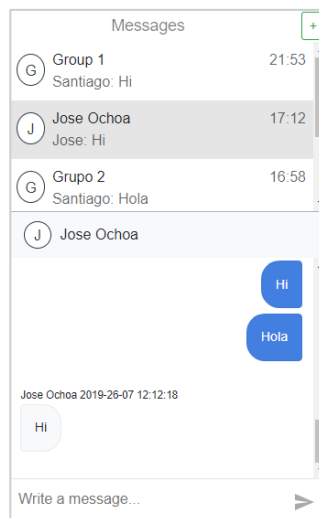 Messages
+
G
Group 1 21:53
Santiago: Hi
J
Jose Ochoa 17:12
Jose: Hi
G
Grupo 2 16:58
Santiago: Hola
J Jose Ochoa
Hi
Hola
Jose Ochoa 2019-26-07 12:12:18
Hi
Write a message...